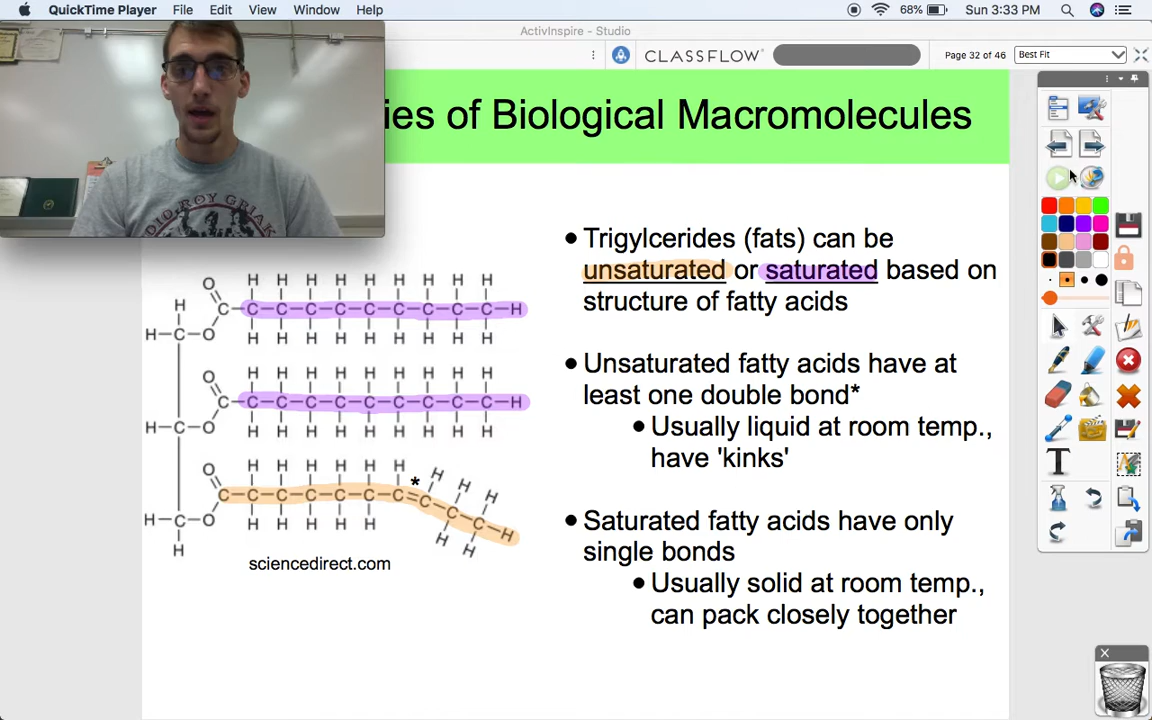 QuickTime Player File Edit View Window Help 68% Sun 3:33 PM
ActivInspire - Studio
CLASSFLOW Page 32 of 46 Best Fit
ies of Biological Macromolecules
• Trigylcerides (fats) can be
unsaturated or saturated based on
structure of fatty acids
• Unsaturated fatty acids have at
least one double bond*
• Usually liquid at room temp.,
have 'kinks'
• Saturated fatty acids have only
single bonds
• Usually solid at room temp.,
can pack closely together
H H H H H H H H H
O
C-C-C-C-C-C-C-C-C-C-H
H
H-C-O
H H H H H H H H H
H H H H H H H H H
O
C-C-C-C-C-C-C-C-C-C-H
H-C-O
H H H H H H H H H
H H H H H H * H H H
O
C-C-C-C-C-C-C=C-C-C-H
H-C-O
H H H H H H H
H
sciencedirect.com
T